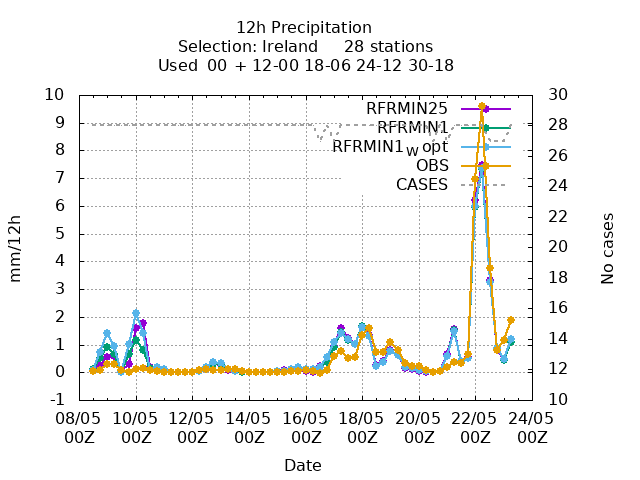 12h Precipitation
Selection: Ireland 28 stations
Used 00 + 12-00 18-06 24-12 30-18
RFRMIN25
RFRMIN1
RFRMIN1w opt
OBS
CASES
10
9
8
7
6
5
4
3
2
1
0
-1
mm/12h
30
28
26
24
22
20
18
16
14
12
10
No cases
08/05 10/05 12/05 14/05 16/05 18/05 20/05 22/05 24/05
00Z 00Z 00Z 00Z 00Z 00Z 00Z 00Z 00Z
Date